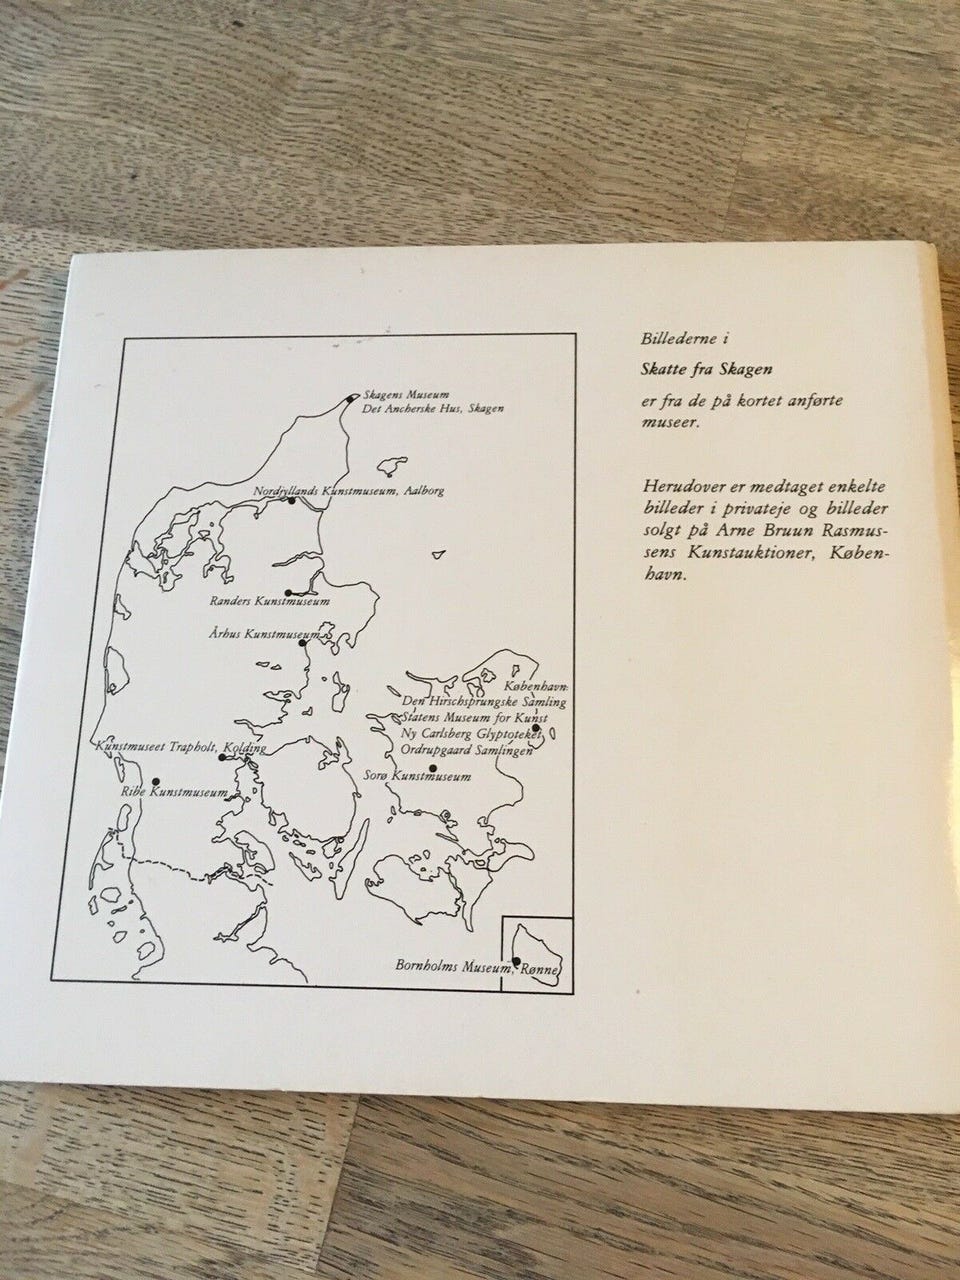 Skagens Museum
Det Ancherske Hus, Skagen
Nordjyllands Kunstmuseum, Aalborg
Randers Kunstmuseum
Århus Kunstmuseum
København:
Den Hirschsprungske Samling
Statens Museum for Kunst
Ny Carlsberg Glyptotek
Ordrupgaard Samlingen
Kunstmuseet Trapholt, Kolding
Sorø Kunstmuseum
Ribe Kunstmuseum
Bornholms Museum, Rønne
Billederne i
Skatte fra Skagen
er fra de på kortet anførte
museer.
Herudover er medtaget enkelte
billeder i privateje og billeder
solgt på Arne Bruun Rasmus-
sens Kunstauktioner, Køben-
havn.